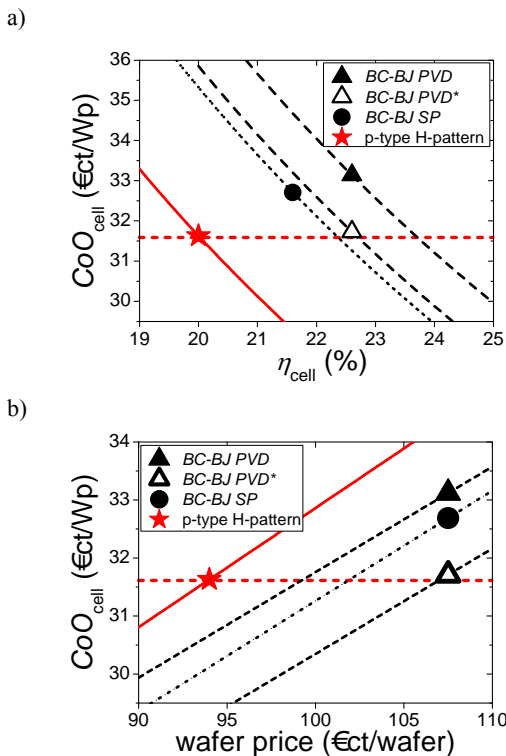 a)
36
35
34
33
32
31
30
CoO_cell (€ct/Wp)
BC-BJ PVD
BC-BJ PVD*
BC-BJ SP
p-type H-pattern
19 20 21 22 23 24 25
η_cell (%)
b)
34
33
32
31
30
CoO_cell (€ct/Wp)
BC-BJ PVD
BC-BJ PVD*
BC-BJ SP
p-type H-pattern
90 95 100 105 110
wafer price (€ct/wafer)